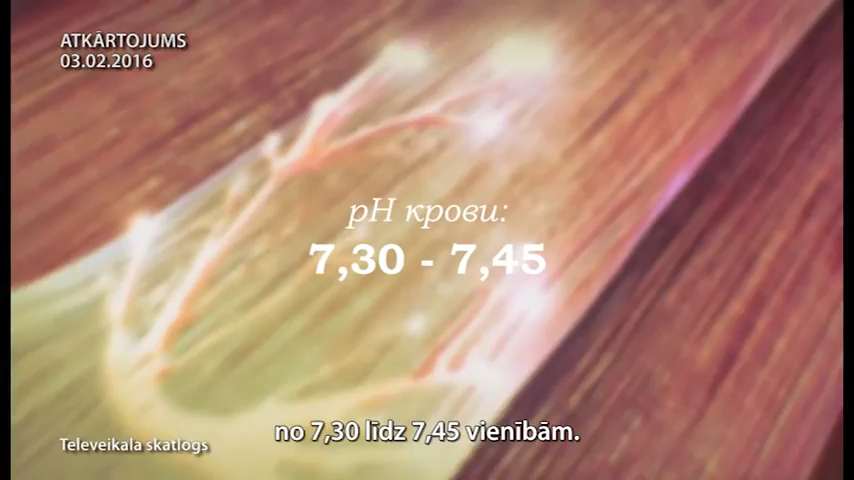 ATKĀRTOJUMS
03.02.2016
pH крови:
7,30 - 7,45
no 7,30 līdz 7,45 vienībām.
Televeikala skatlogs